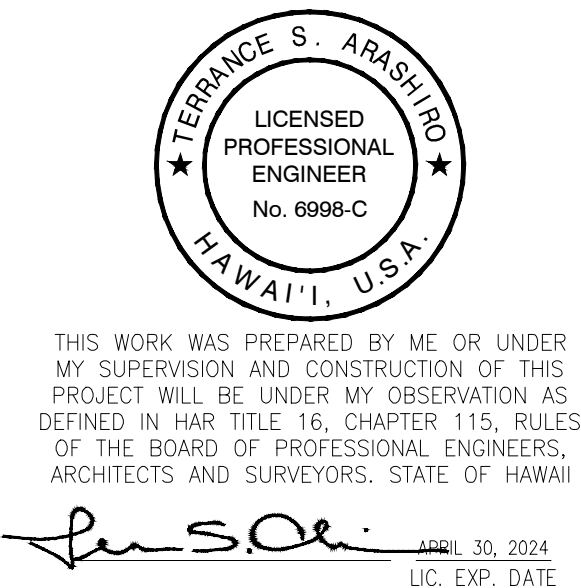 TERRANCE S. ARASHIRO
LICENSED
PROFESSIONAL
ENGINEER
No. 6998-C
HAWAI'I, U.S.A.
THIS WORK WAS PREPARED BY ME OR UNDER
MY SUPERVISION AND CONSTRUCTION OF THIS
PROJECT WILL BE UNDER MY OBSERVATION AS
DEFINED IN HAR TITLE 16, CHAPTER 115, RULES
OF THE BOARD OF PROFESSIONAL ENGINEERS,
ARCHITECTS AND SURVEYORS. STATE OF HAWAII
APRIL 30, 2024
LIC. EXP. DATE